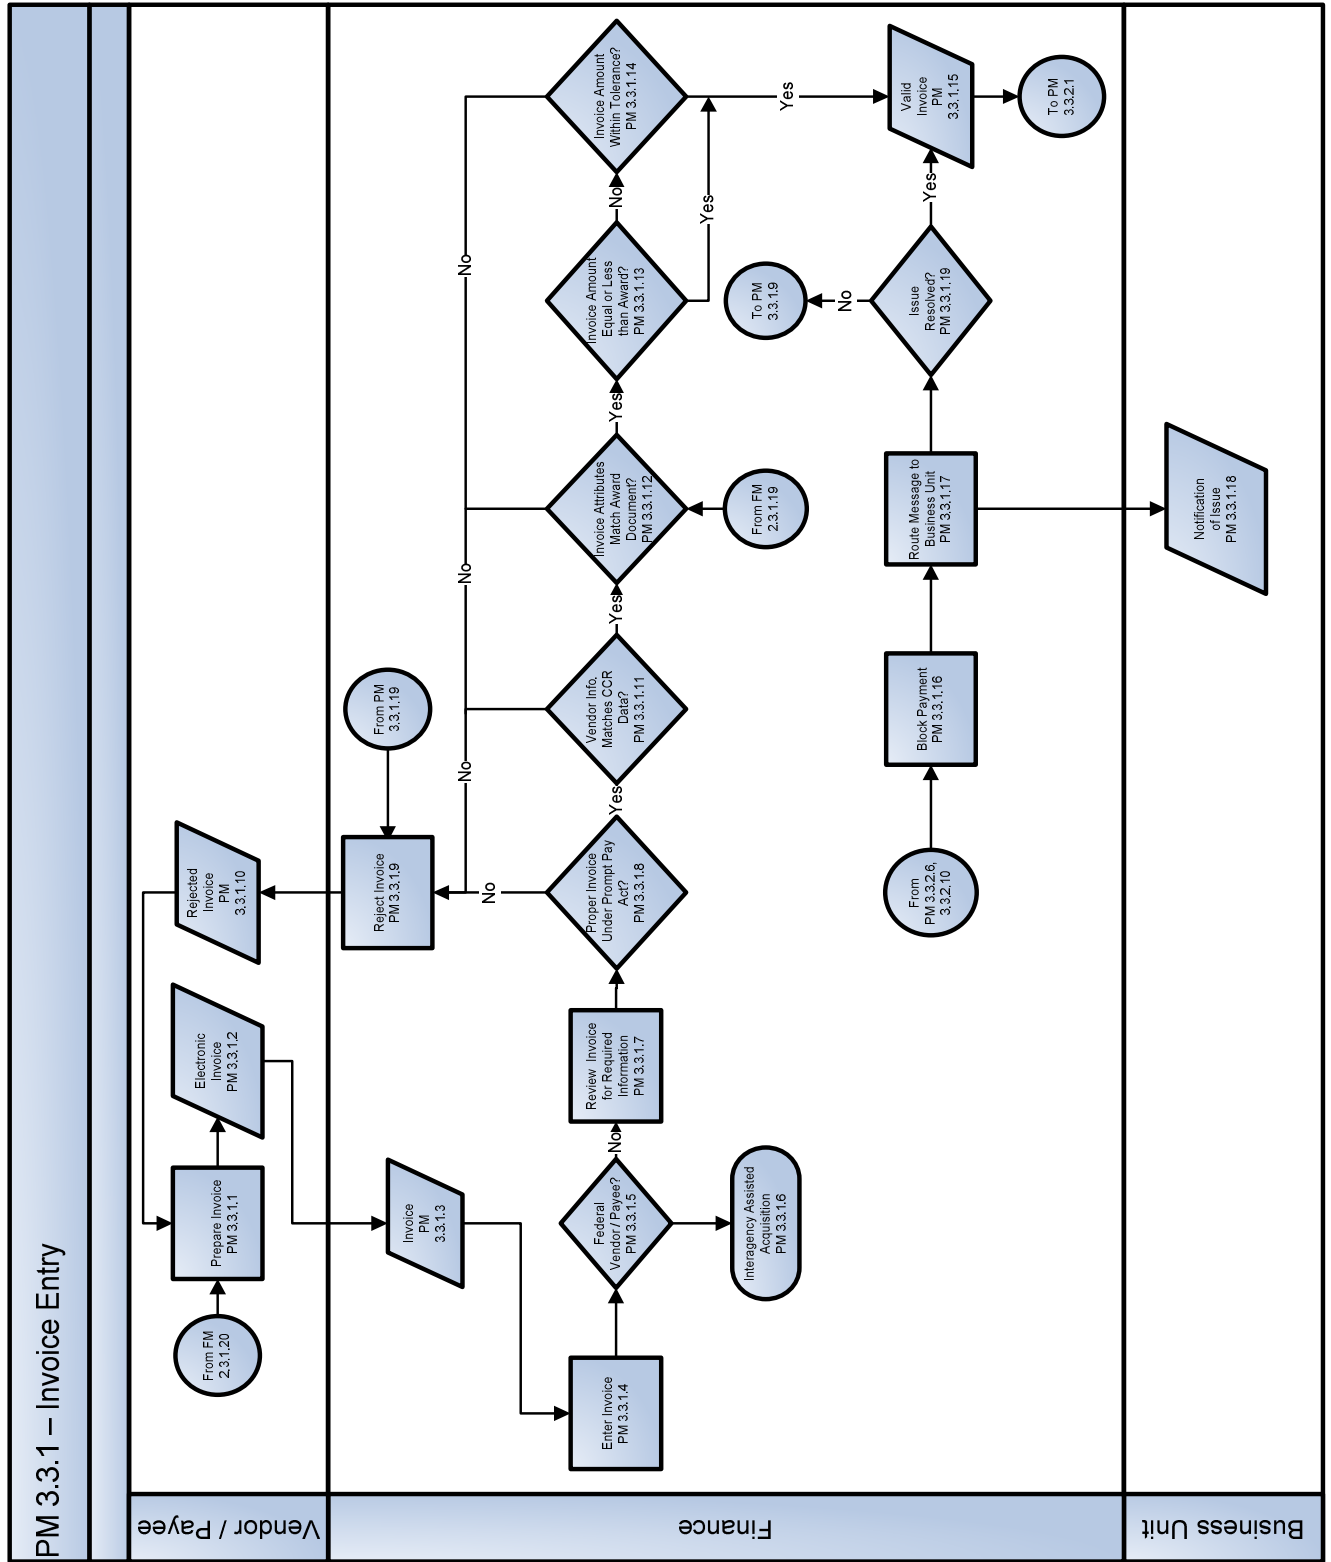 PM 3.3.1 – Invoice Entry
Vendor / Payee
From FM
2.3.1.20
Prepare Invoice
PM 3.3.1.1
Electronic
Invoice
PM 3.3.1.2
Rejected
Invoice
PM
3.3.1.10
Finance
Invoice
PM
3.3.1.3
Reject Invoice
PM 3.3.1.9
From PM
3.3.1.19
No
No
No
No
Enter Invoice
PM 3.3.1.4
Federal
Vendor / Payee?
PM 3.3.1.5
No
Review Invoice
for Required
Information
PM 3.3.1.7
Proper Invoice
Under Prompt Pay
Act?
PM 3.3.1.8
Yes
Vendor Info.
Matches CCR
Data?
PM 3.3.1.11
Yes
Invoice Attributes
Match Award
Document?
PM 3.3.1.12
Yes
Invoice Amount
Equal or Less
than Award?
PM 3.3.1.13
No
Invoice Amount
Within Tolerance?
PM 3.3.1.14
Yes
Yes
Interagency Assisted
Acquisition
PM 3.3.1.6
From FM
2.3.1.19
To PM
3.3.1.9
No
From
PM 3.3.2.6,
3.3.2.10
Block Payment
PM 3.3.1.16
Route Message to
Business Unit
PM 3.3.1.17
Issue
Resolved?
PM 3.3.1.19
Yes
Valid
Invoice
PM
3.3.1.15
To PM
3.3.2.1
Business Unit
Notification
of Issue
PM 3.3.1.18